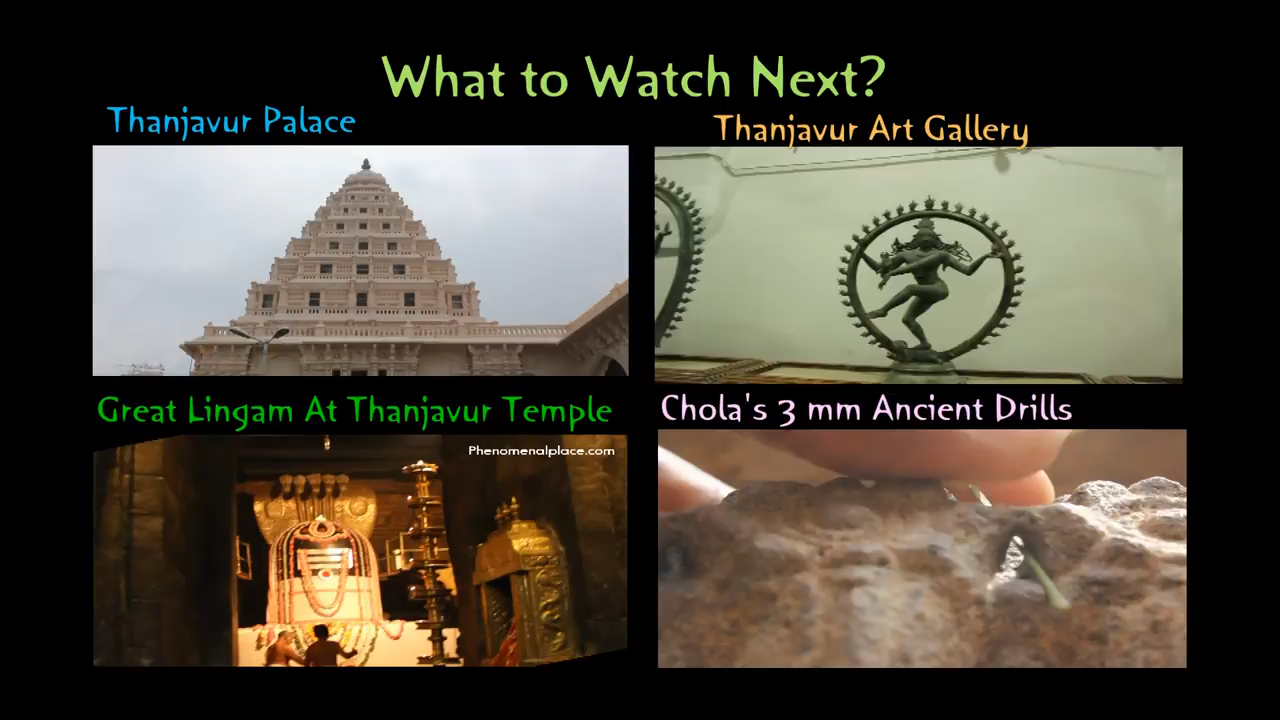 What to Watch Next?
Thanjavur Palace
Thanjavur Art Gallery
Great Lingam At Thanjavur Temple
Chola's 3 mm Ancient Drills
Phenomenalplace.com